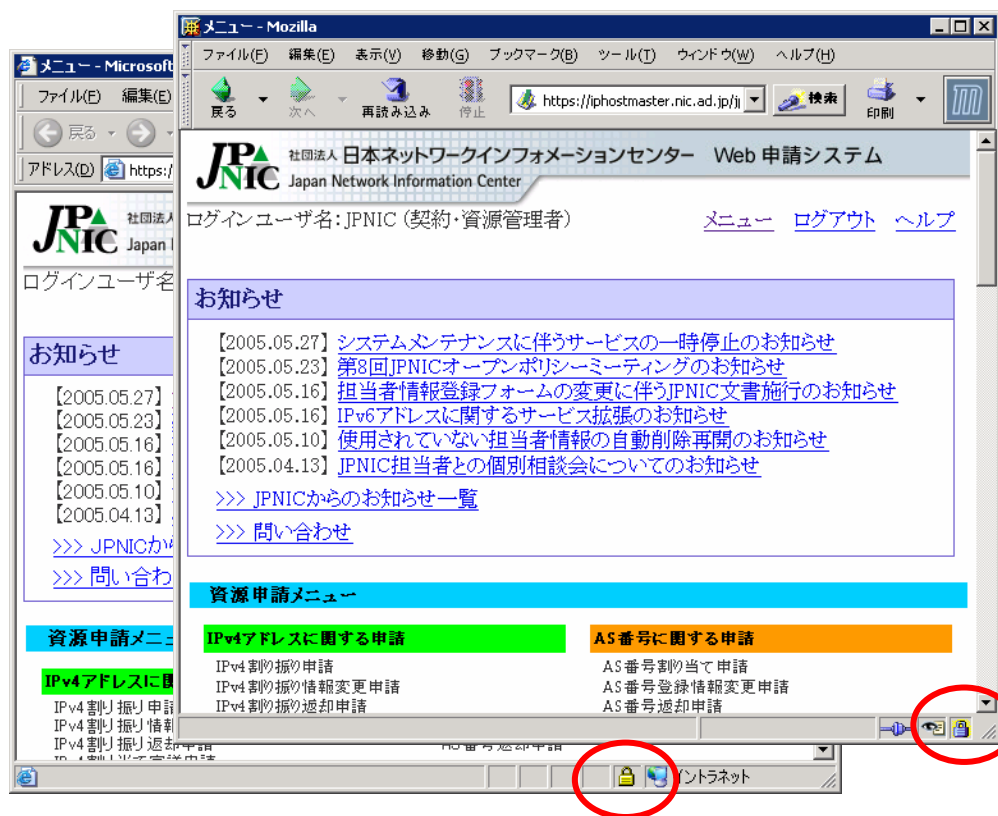 メニュー - Mozilla
ファイル(F) 編集(E) 表示(V) 移動(G) ブックマーク(B) ツール(T) ウィンドウ(W) ヘルプ(H)
戻る 次へ 再読み込み 停止 https://iphostmaster.nic.ad.jp/j 検索 印刷
JPNIC 社団法人 日本ネットワークインフォメーションセンター Web 申請システム
Japan Network Information Center
ログインユーザ名：JPNIC（契約・資源管理者） メニュー ログアウト ヘルプ
お知らせ
【2005.05.27】システムメンテナンスに伴うサービスの一時停止のお知らせ
【2005.05.23】第8回JPNICオープンポリシーミーティングのお知らせ
【2005.05.16】担当者情報登録フォームの変更に伴うJPNIC文書施行のお知らせ
【2005.05.16】IPv6アドレスに関するサービス拡張のお知らせ
【2005.05.10】使用されていない担当者情報の自動削除再開のお知らせ
【2005.04.13】JPNIC担当者との個別相談会についてのお知らせ
>>> JPNICからのお知らせ一覧
>>> 問い合わせ
資源申請メニュー
IPv4アドレスに関する申請 AS番号に関する申請
IPv4割り振り申請 AS番号割り当て申請
IPv4割り振り情報変更申請 AS番号登録情報変更申請
IPv4割り振り返却申請 AS番号返却申請
メニュー - Microsoft
ファイル(F) 編集(E)
戻る
アドレス(D) https:/
JPNIC 社団法人
Japan
ログインユーザ名
お知らせ
【2005.05.27】
【2005.05.23】
【2005.05.16】
【2005.05.16】
【2005.05.10】
【2005.04.13】
>>> JPNICか
>>> 問い合わ
資源申請メニ
IPv4アドレスに
IPv4割り振り申請
IPv4割り振り情報
IPv4割り振り返却申請 AS番号返却申請
イントラネット